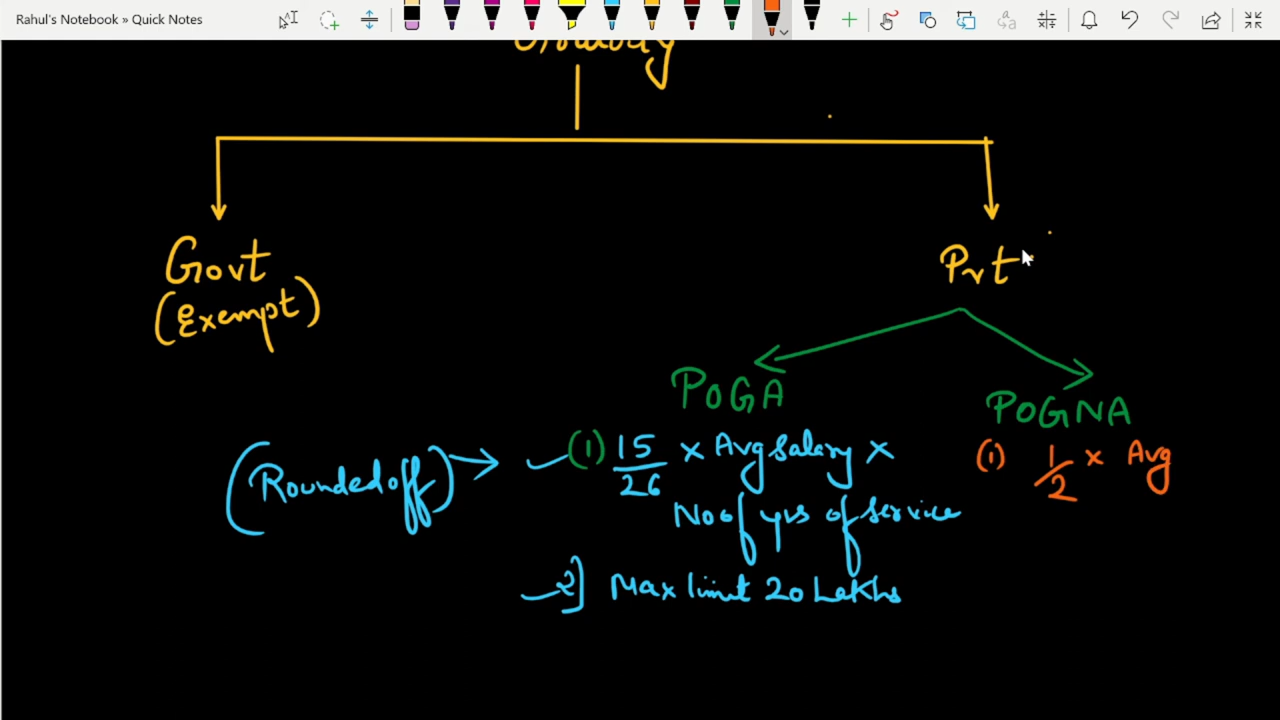 Rahul's Notebook » Quick Notes
Govt
(Exempt)
Prt
POGA
POGNA
(Roundedoff)
(1) 15/26 x Avg Salary x
No of yrs of service
2] Max limit 20 Lakhs
(1) 1/2 x Avg